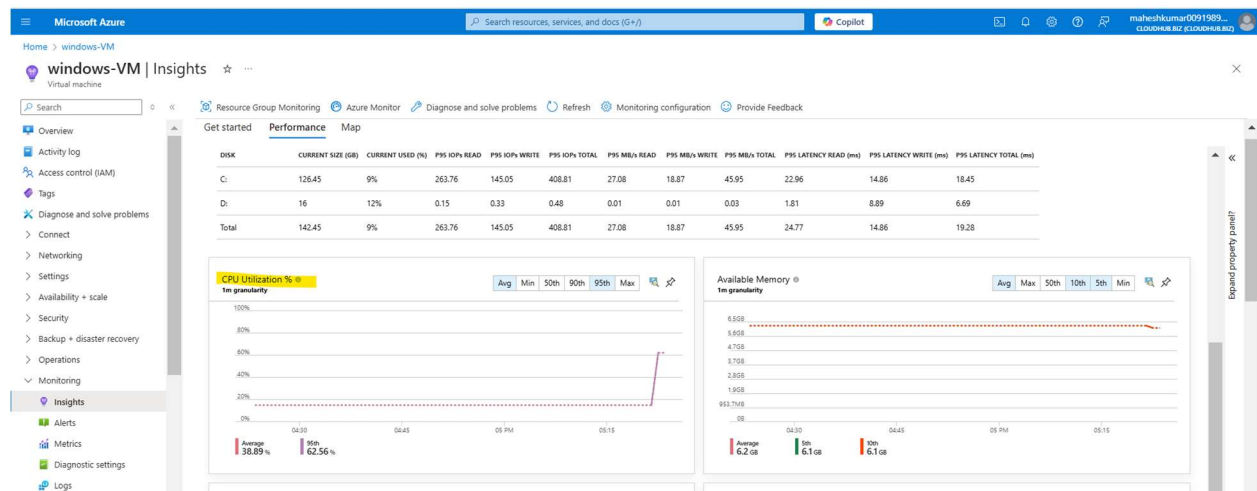 Microsoft Azure
Search resources, services, and docs (G+/)
Copilot
maheshkumar0091989...
CLOUDHUB.BIZ (CLOUDHUB.BIZ)
Home > windows-VM
windows-VM | Insights
Virtual machine
Search
Resource Group Monitoring Azure Monitor Diagnose and solve problems Refresh Monitoring configuration Provide Feedback
Get started Performance Map
Overview
Activity log
Access control (IAM)
Tags
Diagnose and solve problems
Connect
Networking
Settings
Availability + scale
Security
Backup + disaster recovery
Operations
Monitoring
Insights
Alerts
Metrics
Diagnostic settings
Logs
DISK CURRENT SIZE (GB) CURRENT USED (%) P95 IOPs READ P95 IOPs WRITE P95 IOPs TOTAL P95 MB/s READ P95 MB/s WRITE P95 MB/s TOTAL P95 LATENCY READ (ms) P95 LATENCY WRITE (ms) P95 LATENCY TOTAL (ms)
C: 126.45 9% 263.76 145.05 408.81 27.08 18.87 45.95 22.96 14.86 18.45
D: 16 12% 0.15 0.33 0.48 0.01 0.01 0.03 1.81 8.89 6.69
Total 142.45 9% 263.76 145.05 408.81 27.08 18.87 45.95 24.77 14.86 19.28
Expand property panel?
CPU Utilization %
1m granularity
Avg Min 50th 90th 95th Max
100%
80%
60%
40%
20%
0%
04:30 04:45 05 PM 05:15
Average
38.89 %
95th
62.56 %
Available Memory
1m granularity
Avg Max 50th 10th 5th Min
6.5GB
5.6GB
4.7GB
3.7GB
2.8GB
1.9GB
953.7MB
0B
04:30 04:45 05 PM 05:15
Average
6.2 GB
5th
6.1 GB
10th
6.1 GB